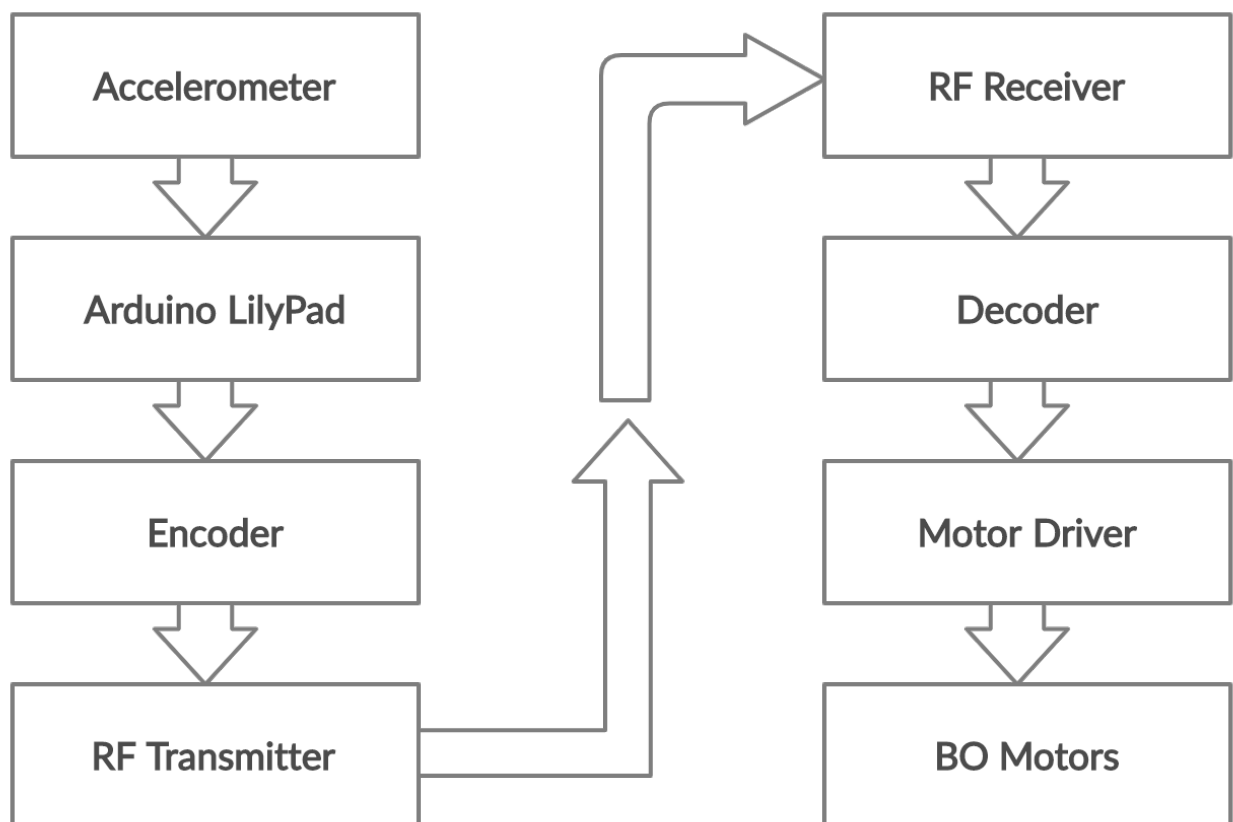 Accelerometer
Arduino LilyPad
Encoder
RF Transmitter
RF Receiver
Decoder
Motor Driver
BO Motors